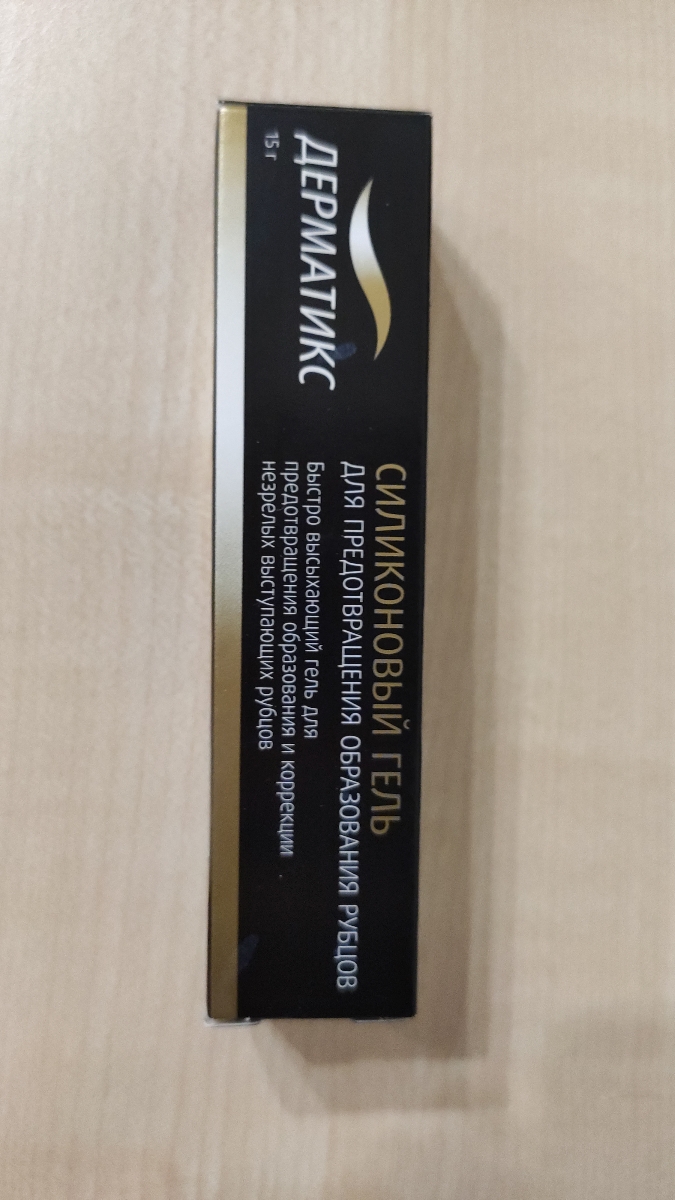 ДЕРМАТИКС
15 г
СИЛИКОНОВЫЙ ГЕЛЬ
ДЛЯ ПРЕДОТВРАЩЕНИЯ ОБРАЗОВАНИЯ РУБЦОВ
Быстро высыхающий гель для
предотвращения образования и коррекции
незрелых выступающих рубцов